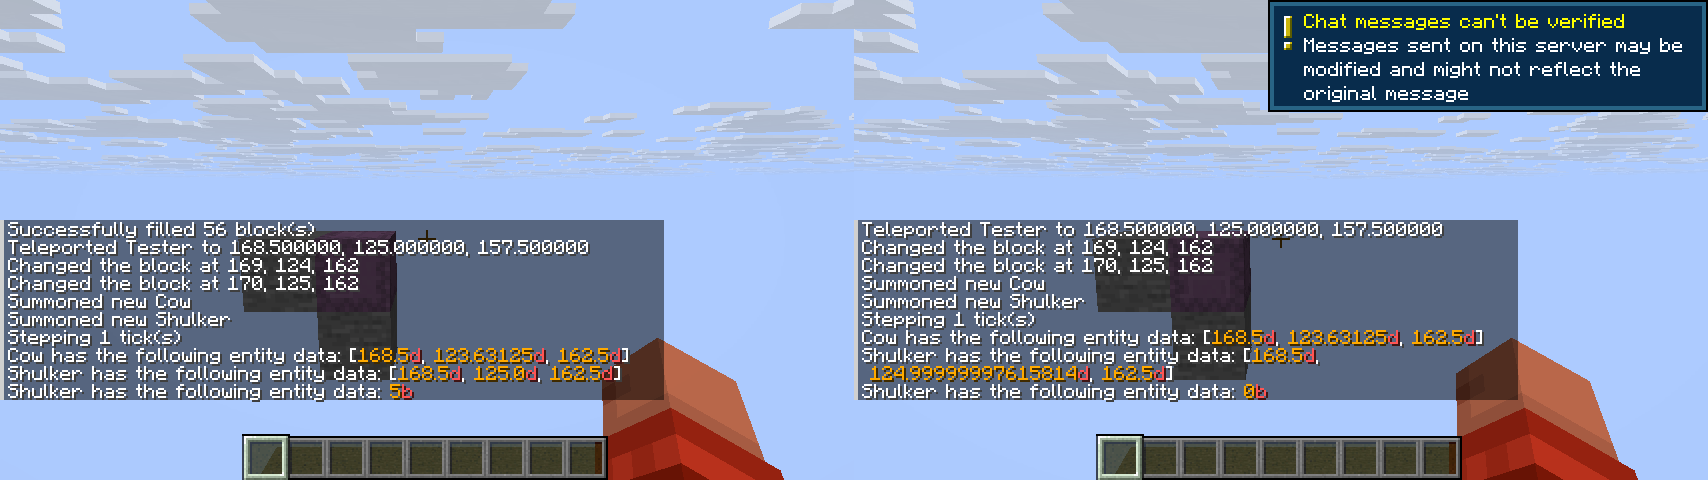 Successfully filled 56 block(s)
Teleported Tester to 168.500000, 125.000000, 157.500000
Changed the block at 169, 124, 162
Changed the block at 170, 125, 162
Summoned new Cow
Summoned new Shulker
Stepping 1 tick(s)
Cow has the following entity data: [168.5d, 123.63125d, 162.5d]
Shulker has the following entity data: [168.5d, 125.0d, 162.5d]
Shulker has the following entity data: 5b
Chat messages can't be verified
Messages sent on this server may be
modified and might not reflect the
original message
Teleported Tester to 168.500000, 125.000000, 157.500000
Changed the block at 169, 124, 162
Changed the block at 170, 125, 162
Summoned new Cow
Summoned new Shulker
Stepping 1 tick(s)
Cow has the following entity data: [168.5d, 123.63125d, 162.5d]
Shulker has the following entity data: [168.5d,
124.99999997615814d, 162.5d]
Shulker has the following entity data: 0b